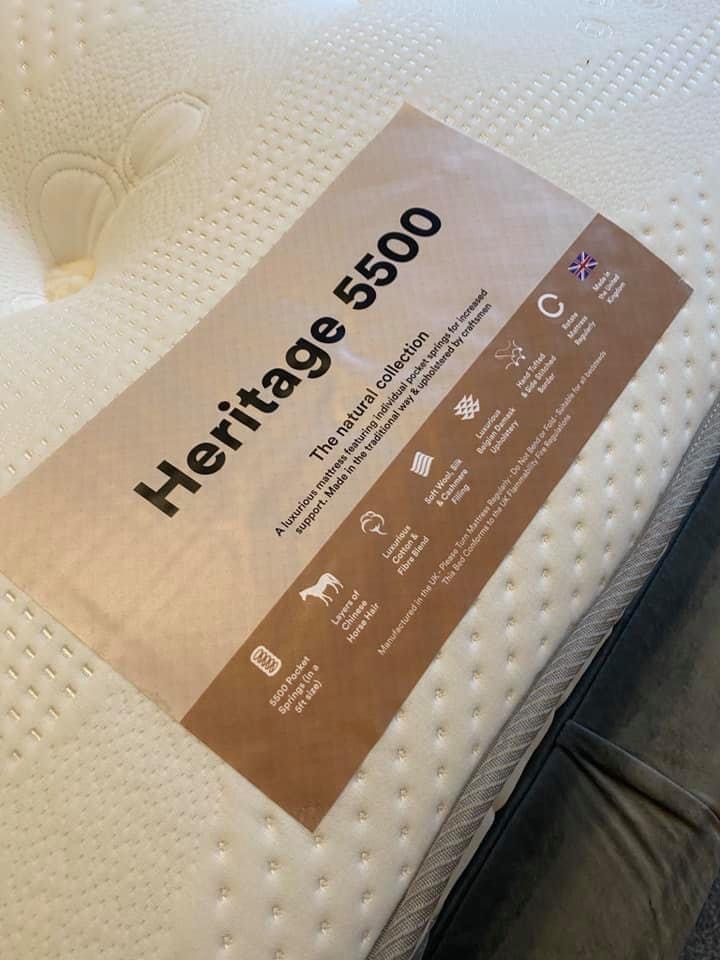 Heritage 5500
The natural collection
A luxurious mattress featuring individual pocket springs for increased
support. Made in the traditional way & upholstered by craftsmen
5500 Pocket
Springs (in a
5ft size)
Layers of
Chinese
Horse Hair
Luxurious
Cotton &
Fibre Blend
Soft Wool, Silk
& Cashmere
Filling
Luxurious
Belgian Damask
Upholstery
Hand Tufted
& Side Stitched
Border
Rotate
Mattress
Regularly
Made in
the United
Kingdom
Manufactured in the UK - Please Turn Mattress Regularly - Do Not Bend or Fold - Suitable for all bedsteads
This Bed Conforms to the UK Flammability Fire Regulations